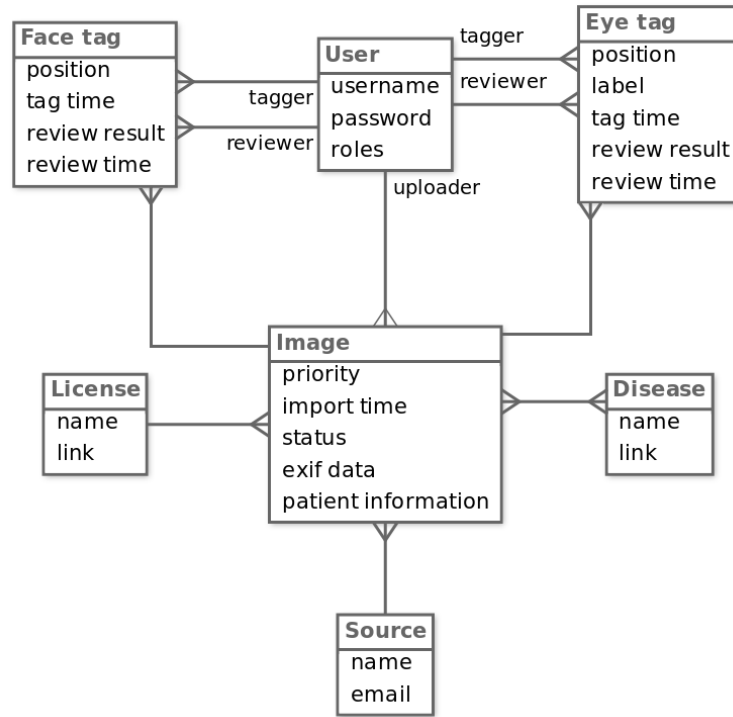 Face tag
position
tag time
review result
review time
User
username
password
roles
Eye tag
position
label
tag time
review result
review time
tagger
reviewer
tagger
reviewer
uploader
Image
priority
import time
status
exif data
patient information
License
name
link
Disease
name
link
Source
name
email